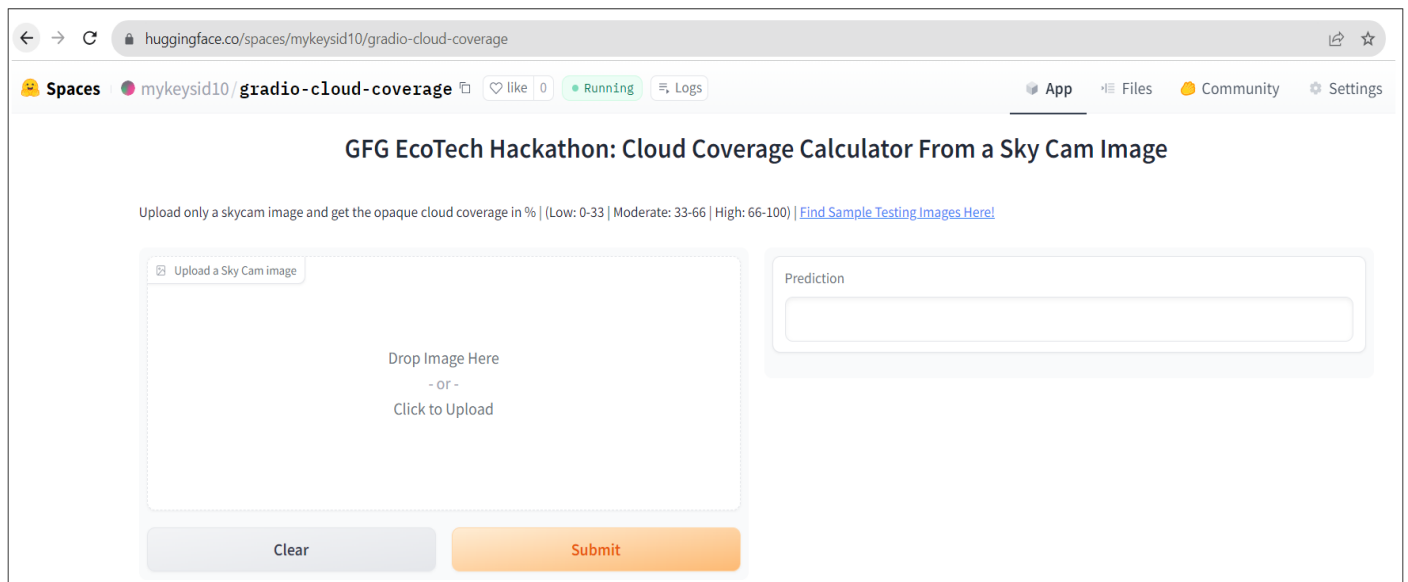 huggingface.co/spaces/mykeysid10/gradio-cloud-coverage
Spaces mykeysid10/gradio-cloud-coverage like 0 Running Logs App Files Community Settings
GFG EcoTech Hackathon: Cloud Coverage Calculator From a Sky Cam Image
Upload only a skycam image and get the opaque cloud coverage in % | (Low: 0-33 | Moderate: 33-66 | High: 66-100) | Find Sample Testing Images Here!
Upload a Sky Cam image
Drop Image Here
- or -
Click to Upload
Clear
Submit
Prediction